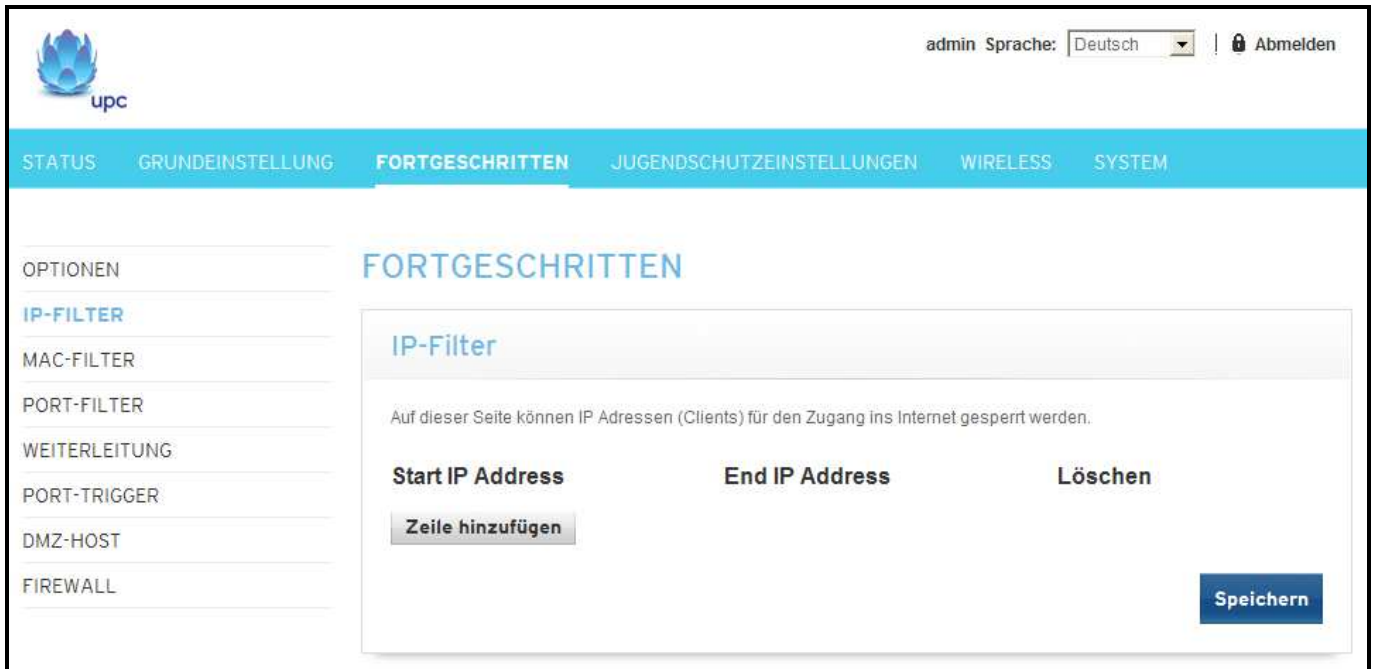 upc
admin Sprache: Deutsch | Abmelden
STATUS GRUNDEINSTELLUNG FORTGESCHRITTEN JUGENDSCHUTZEINSTELLUNGEN WIRELESS SYSTEM
OPTIONEN
IP-FILTER
MAC-FILTER
PORT-FILTER
WEITERLEITUNG
PORT-TRIGGER
DMZ-HOST
FIREWALL
FORTGESCHRITTEN
IP-Filter
Auf dieser Seite können IP Adressen (Clients) für den Zugang ins Internet gesperrt werden.
Start IP Address End IP Address Löschen
Zeile hinzufügen
Speichern